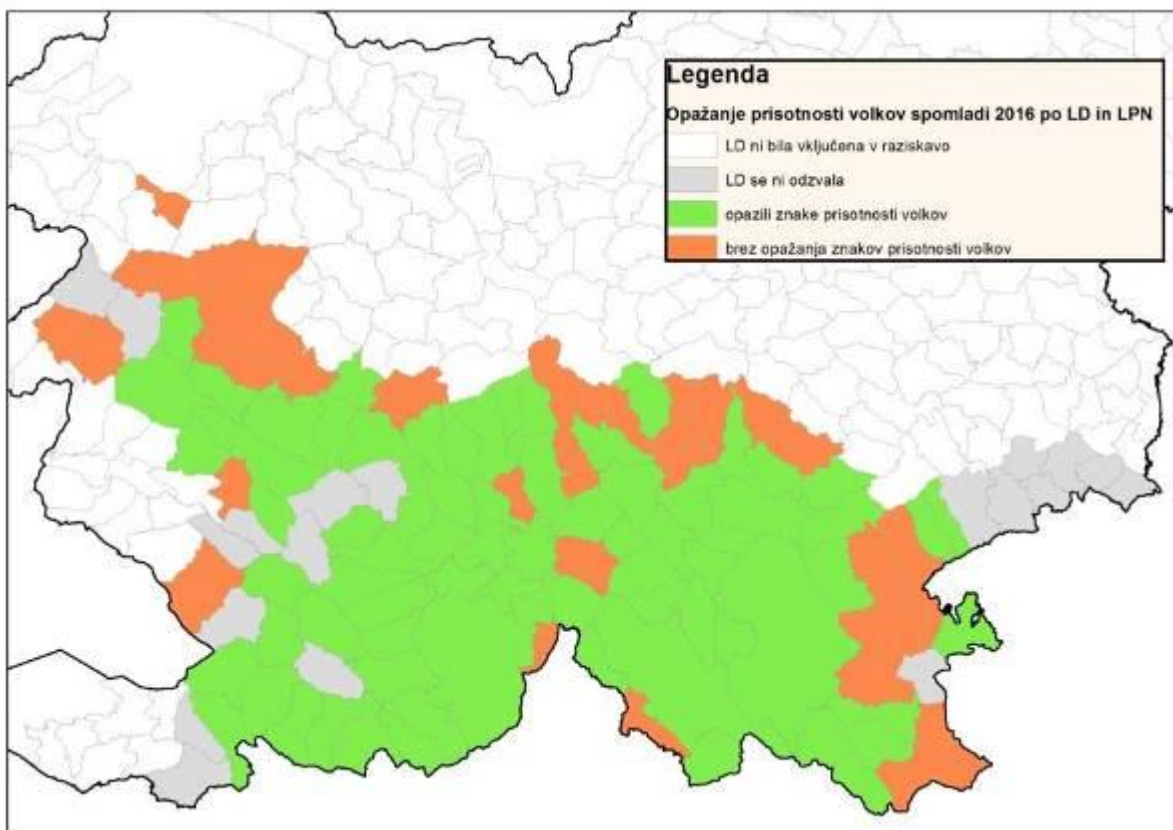 Legenda
Opažanje prisotnosti volkov spomladi 2016 po LD in LPN
LD ni bila vključena v raziskavo
LD se ni odzvala
opazili znake prisotnosti volkov
brez opažanja znakov prisotnosti volkov